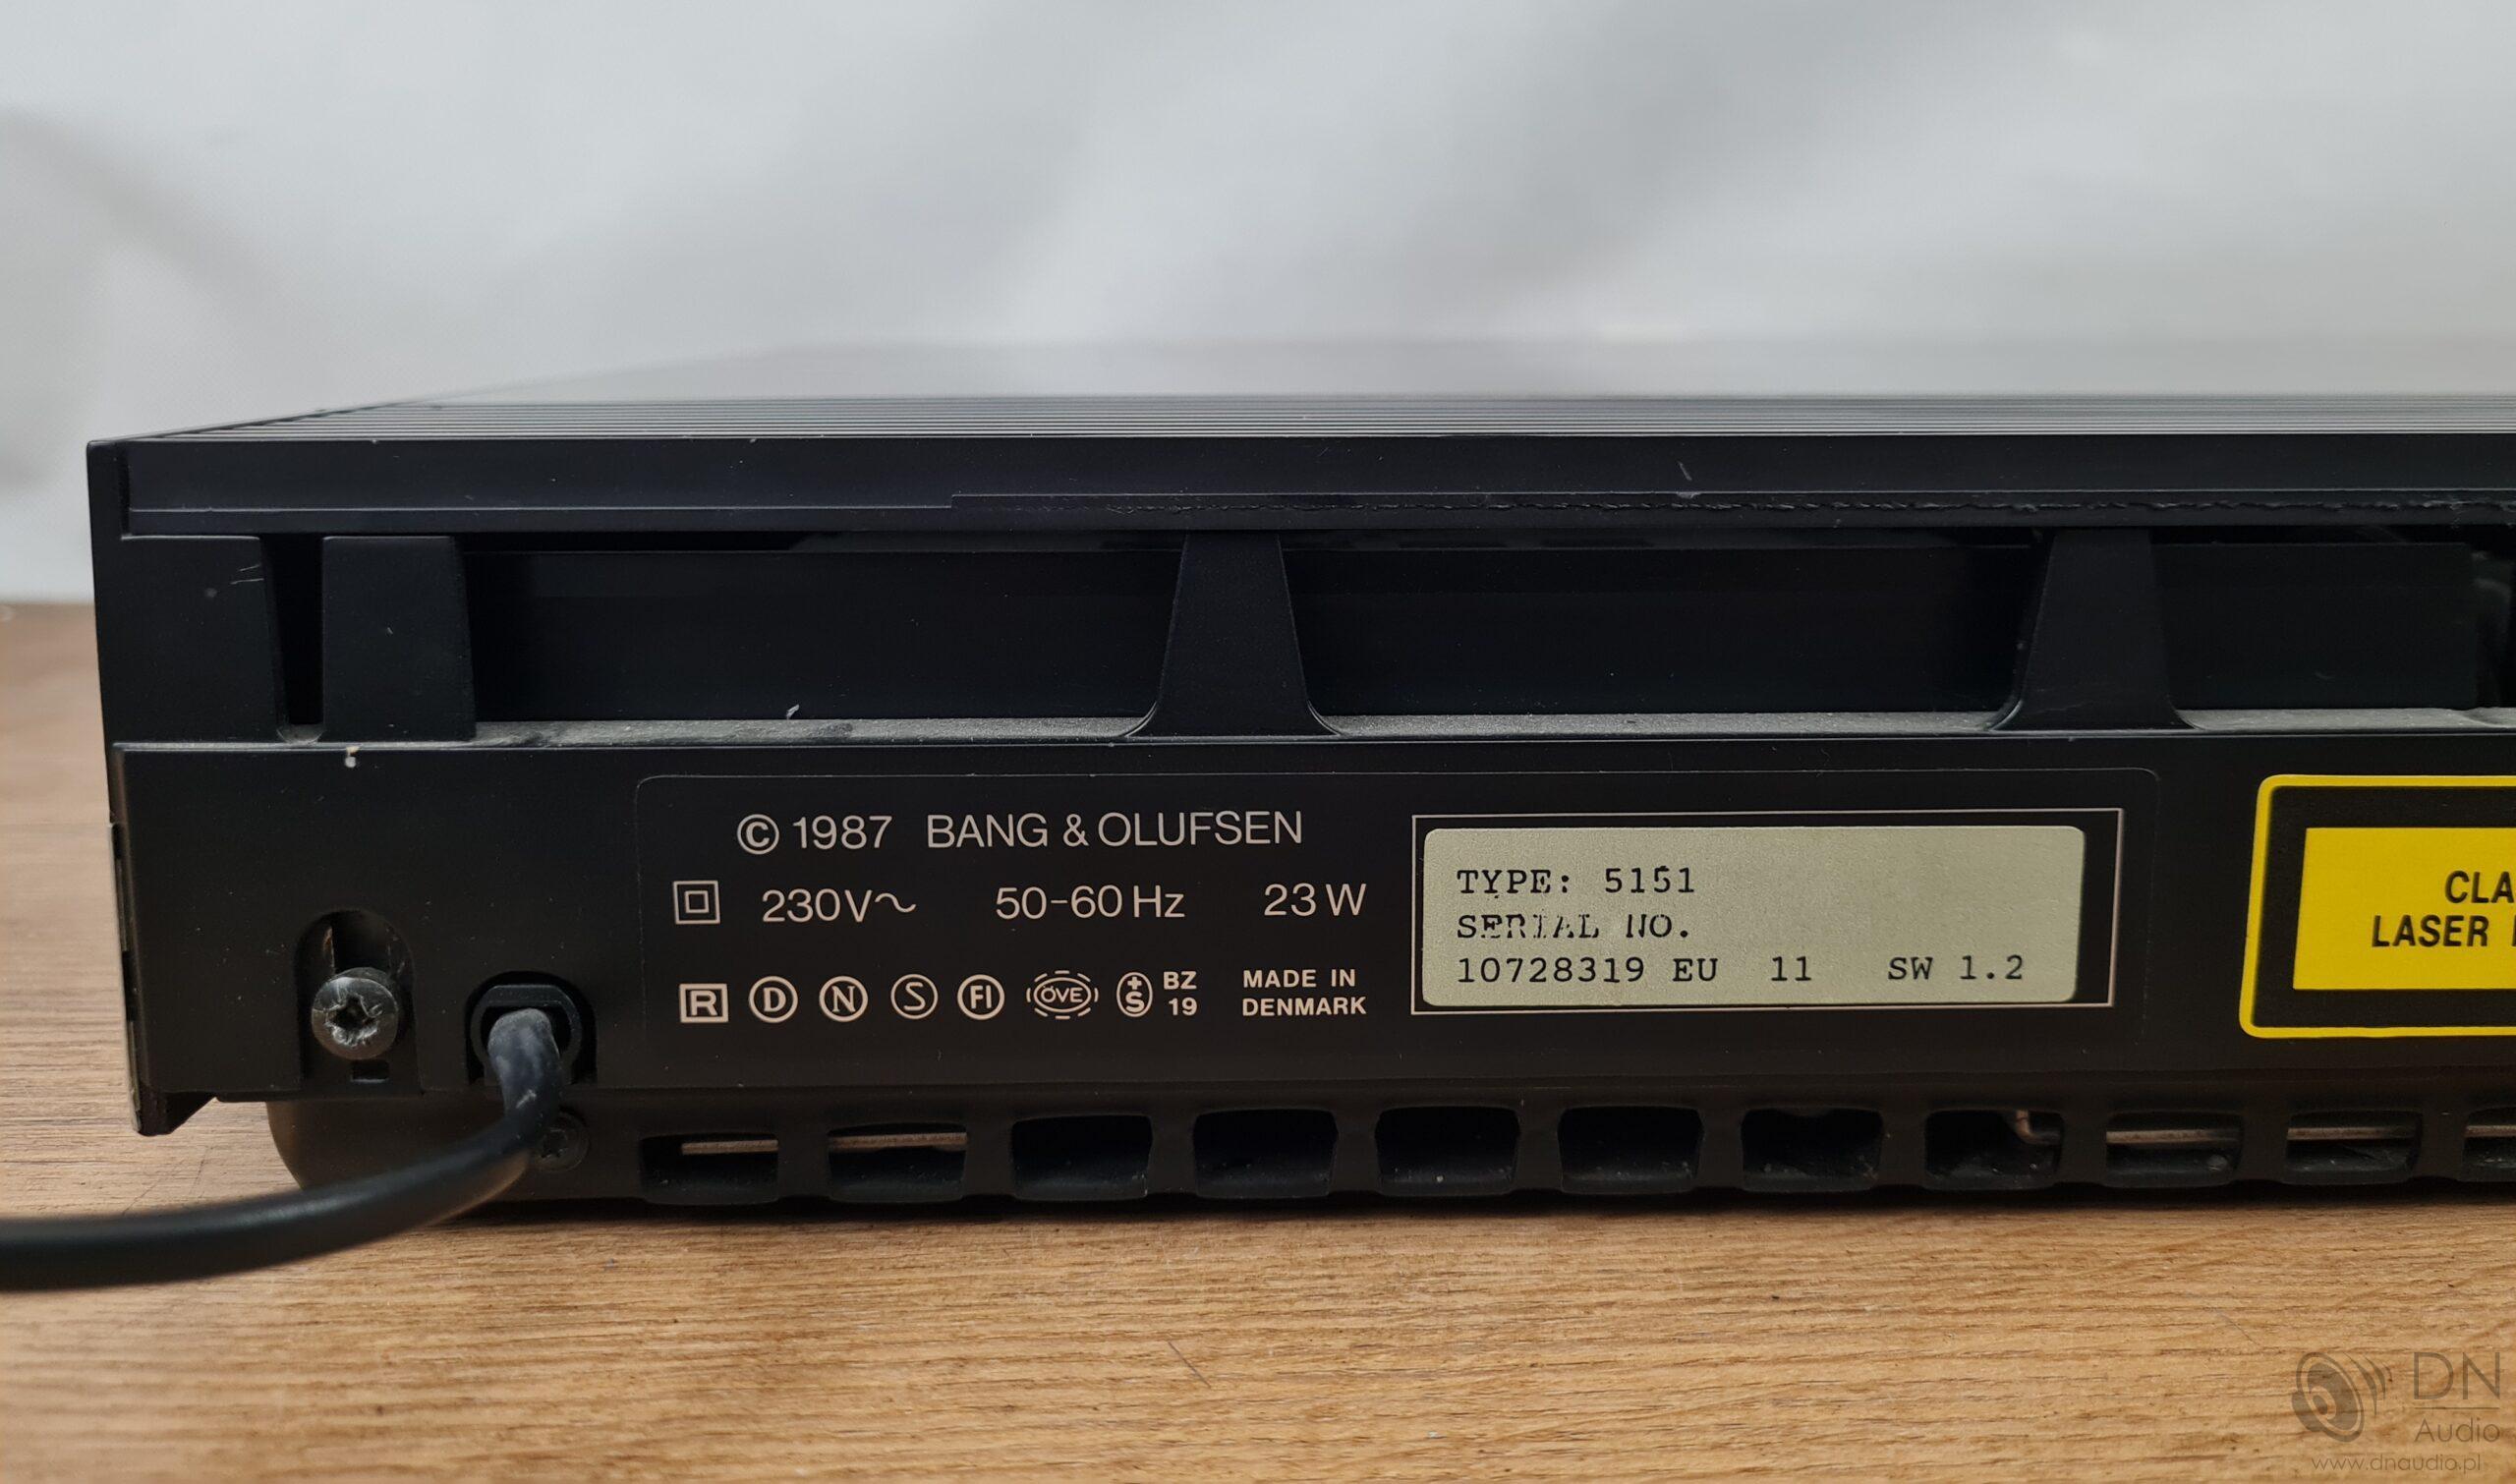 © 1987 BANG & OLUFSEN
230V~ 50-60 Hz 23 W
R D N S FI ÖVE +S BZ 19 MADE IN DENMARK
TYPE: 5151
SERIAL NO.
10728319 EU 11 SW 1.2
CLA
LASER
DN
Audio
www.dnaudio.pl